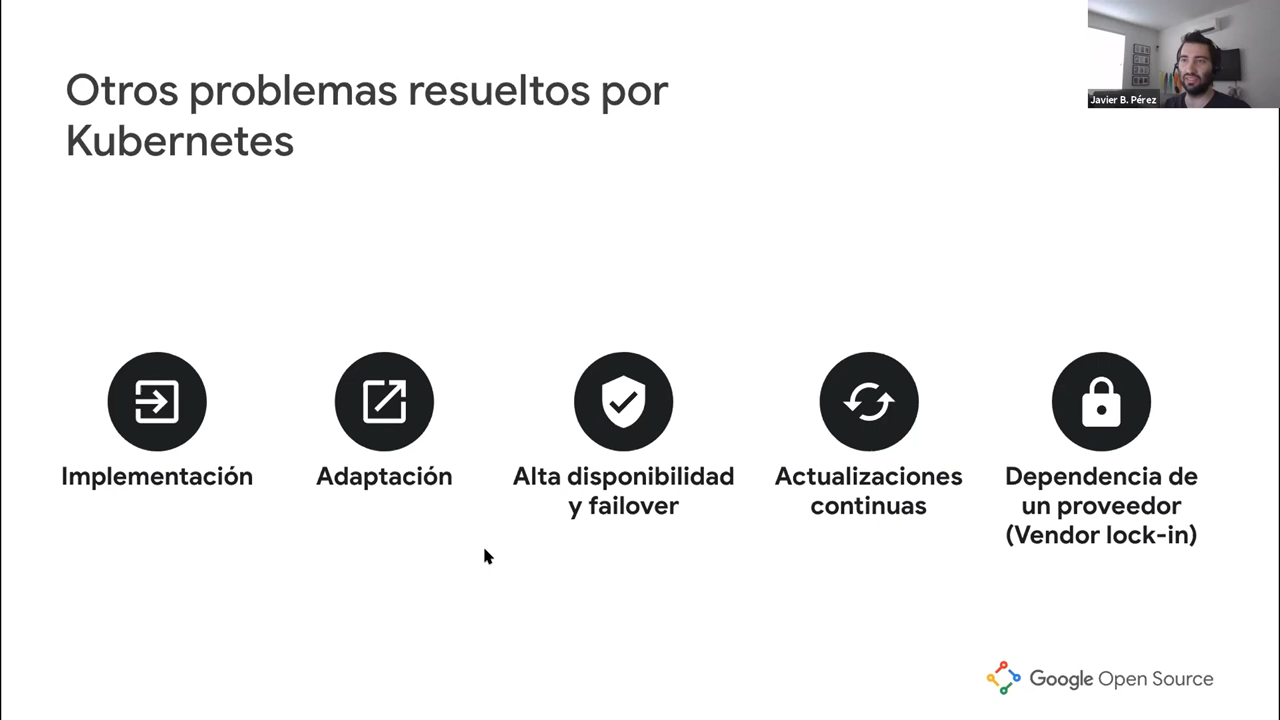 Otros problemas resueltos por
Kubernetes
Javier B. Pérez
Implementación
Adaptación
Alta disponibilidad
y failover
Actualizaciones
continuas
Dependencia de
un proveedor
(Vendor lock-in)
Google Open Source